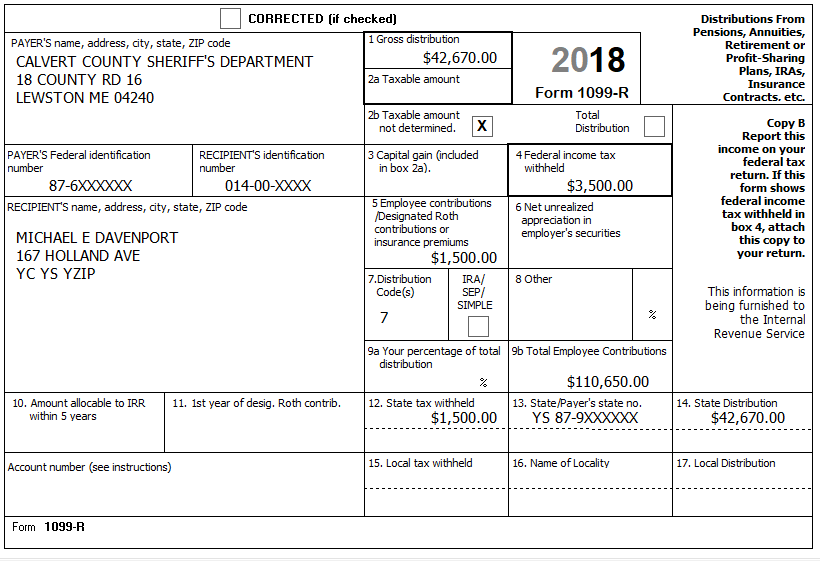 CORRECTED (if checked)
PAYER'S name, address, city, state, ZIP code
CALVERT COUNTY SHERIFF'S DEPARTMENT
18 COUNTY RD 16
LEWSTON ME 04240
1 Gross distribution
$42,670.00
2a Taxable amount
2018
Form 1099-R
Distributions From
Pensions, Annuities,
Retirement or
Profit-Sharing
Plans, IRAs,
Insurance
Contracts, etc.
2b Taxable amount
not determined.
X
Total
Distribution
Copy B
Report this
income on your
federal tax
return. If this
form shows
federal income
tax withheld in
box 4, attach
this copy to
your return.
This information is
being furnished to
the Internal
Revenue Service
PAYER'S Federal identification
number
87-6XXXXXX
RECIPIENT'S identification
number
014-00-XXXX
3 Capital gain (included
in box 2a).
4 Federal income tax
withheld
$3,500.00
RECIPIENT'S name, address, city, state, ZIP code
MICHAEL E DAVENPORT
167 HOLLAND AVE
YC YS YZIP
5 Employee contributions
/Designated Roth
contributions or
insurance premiums
$1,500.00
6 Net unrealized
appreciation in
employer's securities
7.Distribution
Code(s)
7
IRA/
SEP/
SIMPLE
8 Other
%
9a Your percentage of total
distribution
%
9b Total Employee Contributions
$110,650.00
10. Amount allocable to IRR
within 5 years
11. 1st year of desig. Roth contrib.
12. State tax withheld
$1,500.00
13. State/Payer's state no.
YS 87-9XXXXXX
14. State Distribution
$42,670.00
Account number (see instructions)
15. Local tax withheld
16. Name of Locality
17. Local Distribution
Form 1099-R